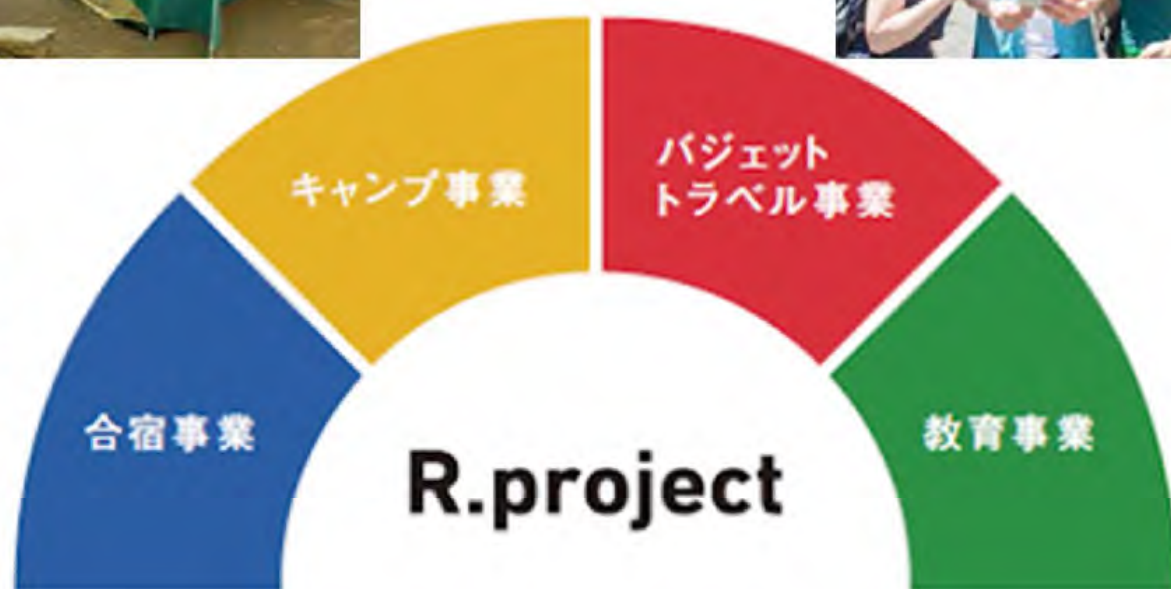 キャンプ事業
バジェット
トラベル事業
合宿事業
教育事業
R.project